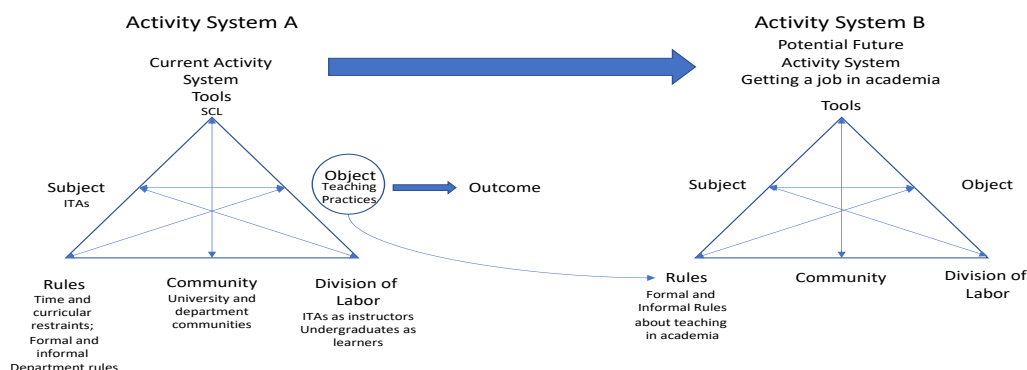 Activity System A
Current Activity
System
Tools
SCL
Subject
ITAs
Object
Teaching
Practices
Outcome
Rules
Time and
curricular
restraints;
Formal and
informal
Department rules
Community
University and
department
communities
Division of
Labor
ITAs as instructors
Undergraduates as
learners
Activity System B
Potential Future
Activity System
Getting a job in academia
Tools
Subject
Object
Rules
Formal and
Informal Rules
about teaching
in academia
Community
Division of
Labor